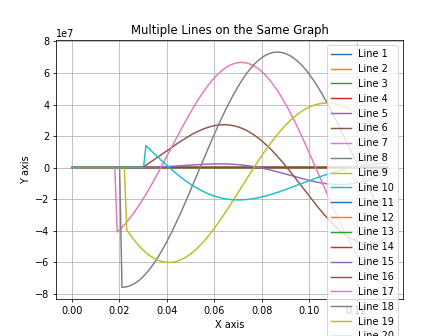 Multiple Lines on the Same Graph
1e7
8
6
4
2
0
−2
−4
−6
−8
Y axis
0.00
0.02
0.04
0.06
0.08
0.10
X axis
Line 1
Line 2
Line 3
Line 4
Line 5
Line 6
Line 7
Line 8
Line 9
Line 10
Line 11
Line 12
Line 13
Line 14
Line 15
Line 16
Line 17
Line 18
Line 19
Line 20